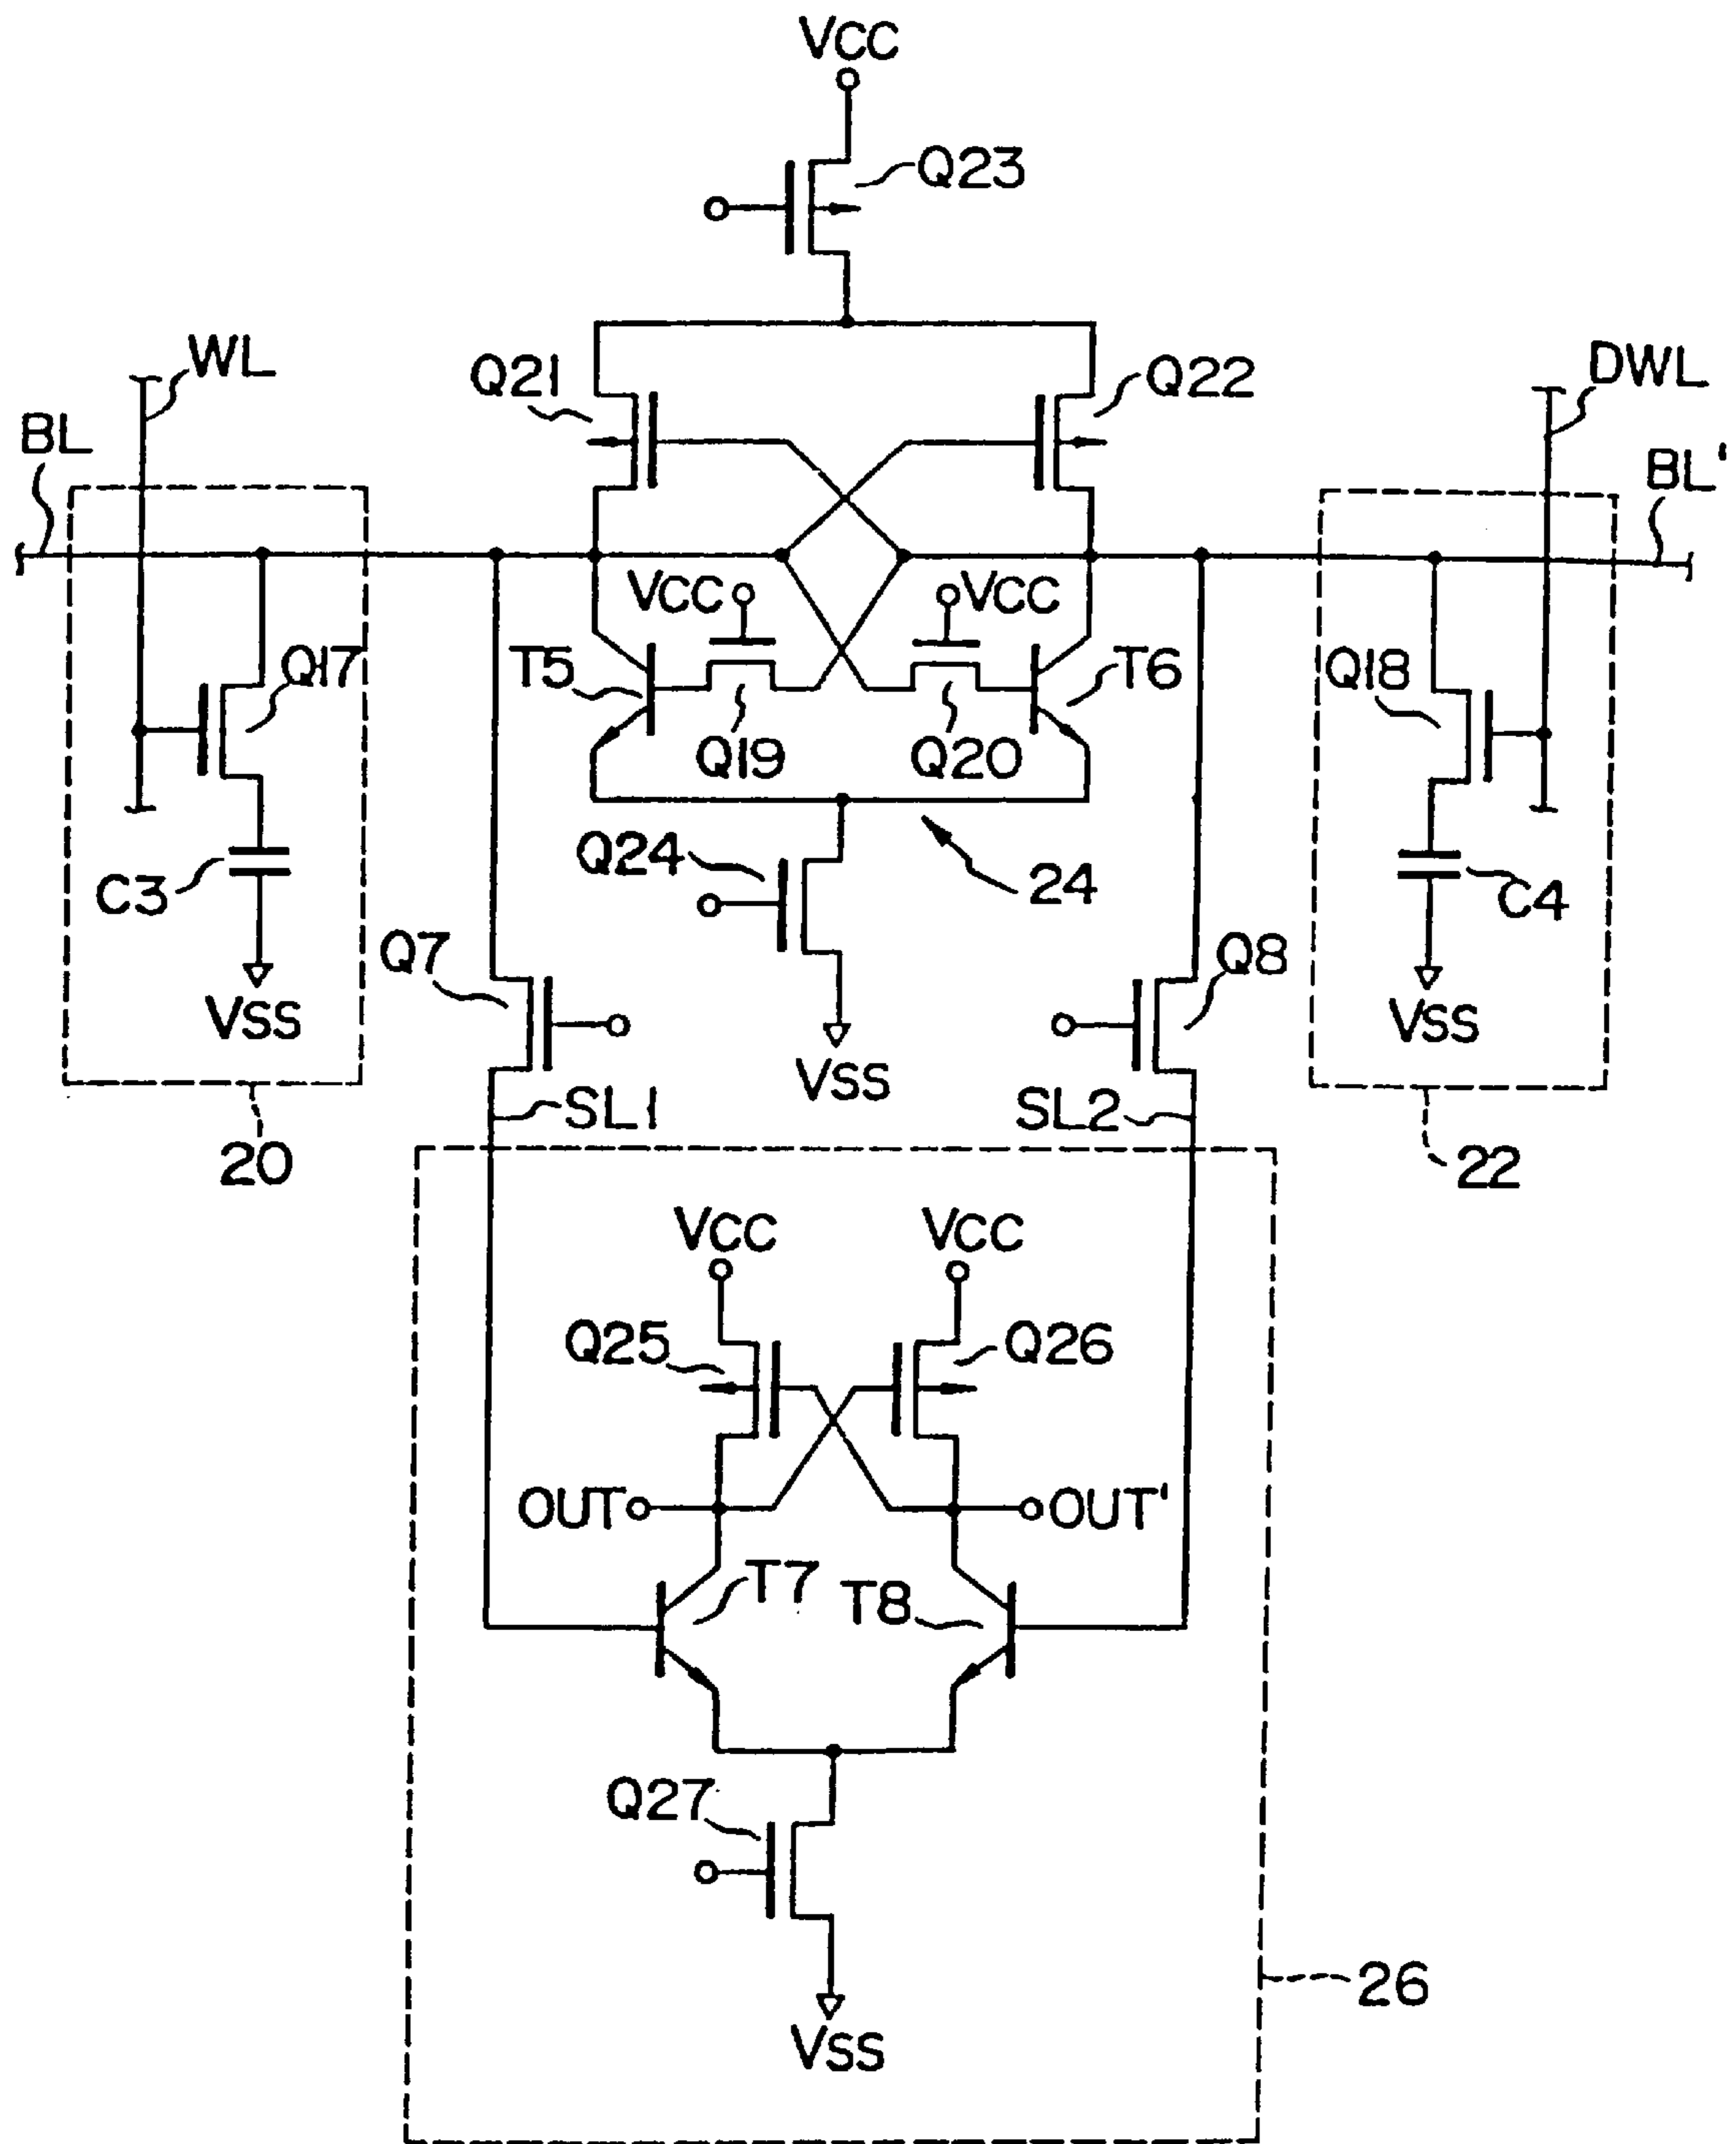 VCC
Q23
WL
Q21
Q22
DWL
BL
BL'
VCC
VCC
Q17
T5
T6
Q18
Q19
Q20
Q24
24
C3
C4
Q7
Q8
VSS
VSS
VSS
SL1
SL2
20
22
VCC
VCC
Q25
Q26
OUT
OUT'
T7
T8
Q27
26
VSS